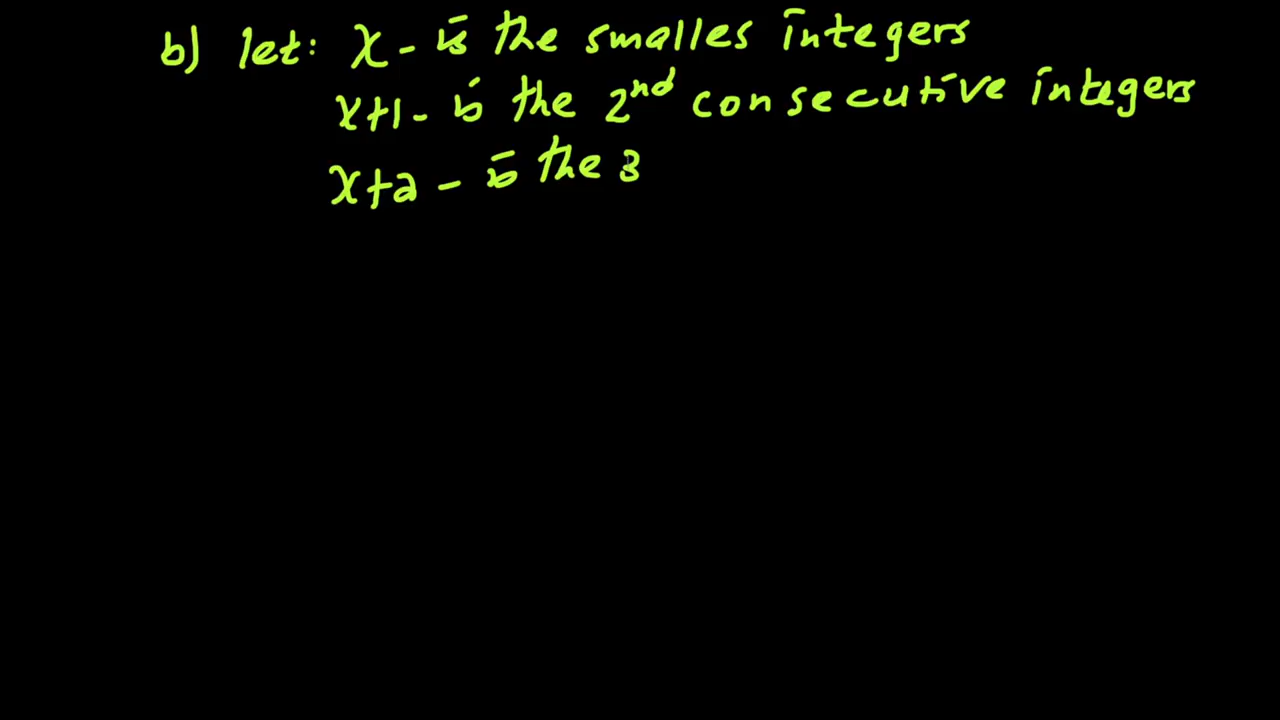 b) let: x - is the smalles integers
x+1 - is the 2nd consecutive integers
x+2 - is the 3